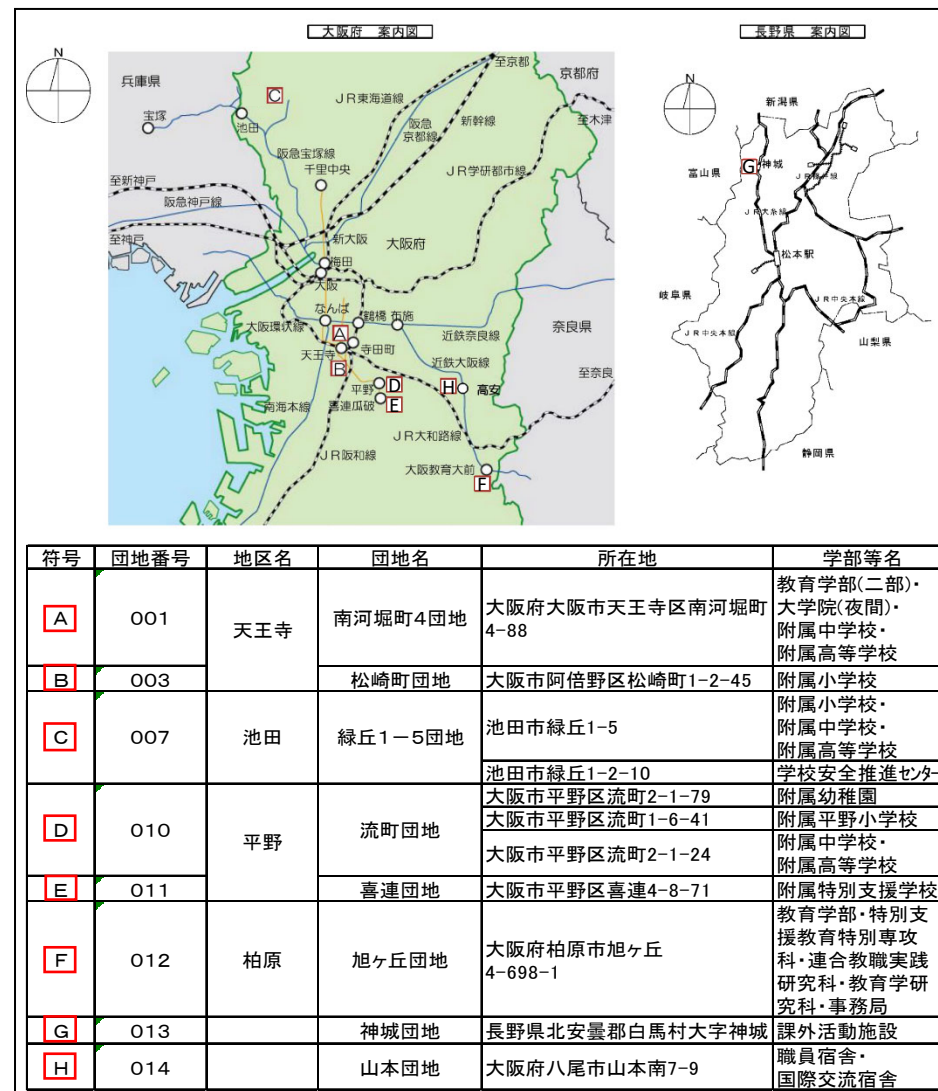 大阪府 案内図
長野県 案内図
N
兵庫県
C
至京都
京都府
JR東海道線
宝塚
池田
阪急
京都線
新幹線
至木津
阪急宝塚線
千里中央
JR学研都市線
至新神戸
阪急神戸線
新大阪
大阪府
至神戸
梅田
大阪
なんば
鶴橋
布施
大阪環状線
A
近鉄奈良線
奈良県
天王寺
寺田町
B
近鉄大阪線
至奈良
平野
D
H
高安
南海本線
喜連瓜破
E
JR大和路線
JR阪和線
大阪教育大前
F
N
新潟県
G
神城
富山県
JR大糸線
松本駅
岐阜県
JR中央本線
JR中央本線
山梨県
静岡県
符号 団地番号 地区名 団地名 所在地 学部等名
A 001 天王寺 南河堀町4団地 大阪府大阪市天王寺区南河堀町
4-88
教育学部(二部)・
大学院(夜間)・
附属中学校・
附属高等学校
B 003 松崎町団地 大阪市阿倍野区松崎町1-2-45 附属小学校
C 007 池田 緑丘1-5団地 池田市緑丘1-5
附属小学校・
附属中学校・
附属高等学校
池田市緑丘1-2-10 学校安全推進センター
D 010 平野 流町団地 大阪市平野区流町2-1-79 附属幼稚園
大阪市平野区流町1-6-41 附属平野小学校
大阪市平野区流町2-1-24 附属中学校・
附属高等学校
E 011 喜連団地 大阪市平野区喜連4-8-71 附属特別支援学校
F 012 柏原 旭ヶ丘団地 大阪府柏原市旭ヶ丘
4-698-1
教育学部・特別支
援教育特別専攻
科・連合教職実践
研究科・教育学研
究科・事務局
G 013 神城団地 長野県北安曇郡白馬村大字神城 課外活動施設
H 014 山本団地 大阪府八尾市山本南7-9 職員宿舎・
国際交流宿舎